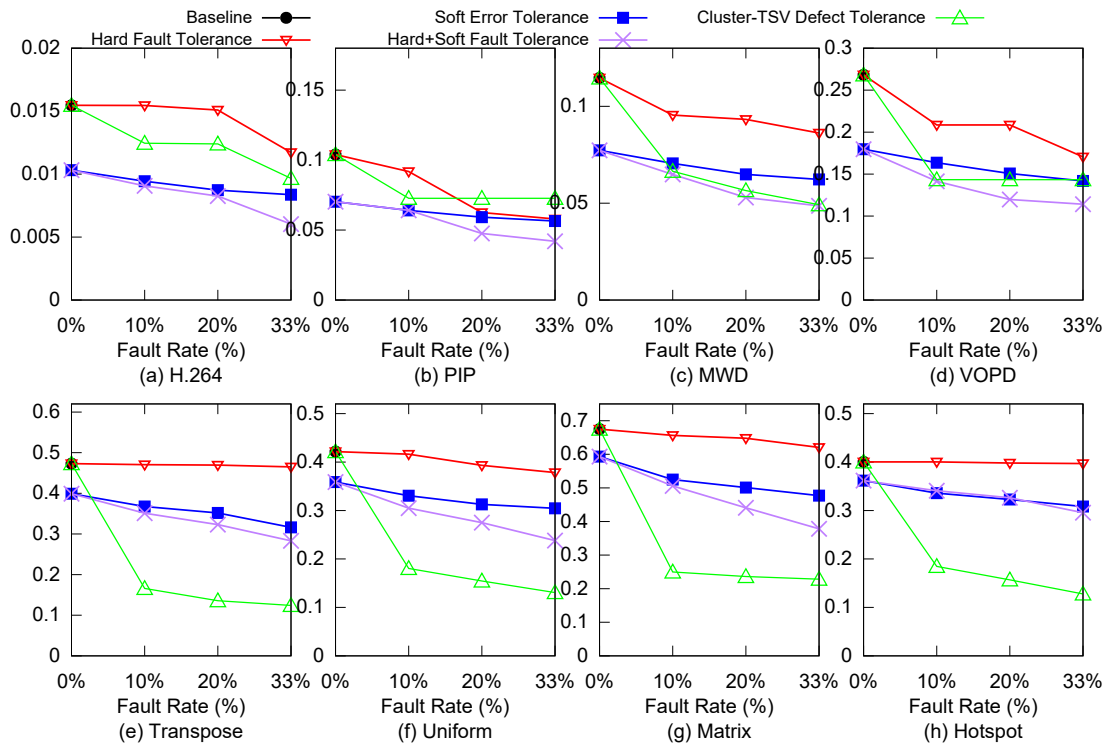 Baseline
Hard Fault Tolerance
Soft Error Tolerance
Hard+Soft Fault Tolerance
Cluster-TSV Defect Tolerance
0.02
0.015
0.01
0.005
0
0% 10% 20% 33%
Fault Rate (%)
(a) H.264
0.1
0.05
0
0% 10% 20% 33%
Fault Rate (%)
(b) PIP
0.1
0.05
0
0% 10% 20% 33%
Fault Rate (%)
(c) MWD
0.3
0.25
0.2
0.15
0.1
0.05
0
0% 10% 20% 33%
Fault Rate (%)
(d) VOPD
0.6
0.5
0.4
0.3
0.2
0.1
0
0% 10% 20% 33%
Fault Rate (%)
(e) Transpose
0.5
0.4
0.3
0.2
0.1
0
0% 10% 20% 33%
Fault Rate (%)
(f) Uniform
0.7
0.6
0.5
0.4
0.3
0.2
0.1
0
0% 10% 20% 33%
Fault Rate (%)
(g) Matrix
0.5
0.4
0.3
0.2
0.1
0
0% 10% 20% 33%
Fault Rate (%)
(h) Hotspot